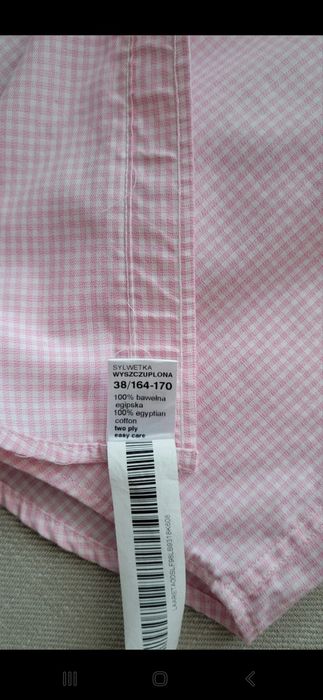 SYLWETKA
WYSZCZUPLONA
38/164-170
100% bawełna
egipska
100% egyptian
cotton
two ply
easy care